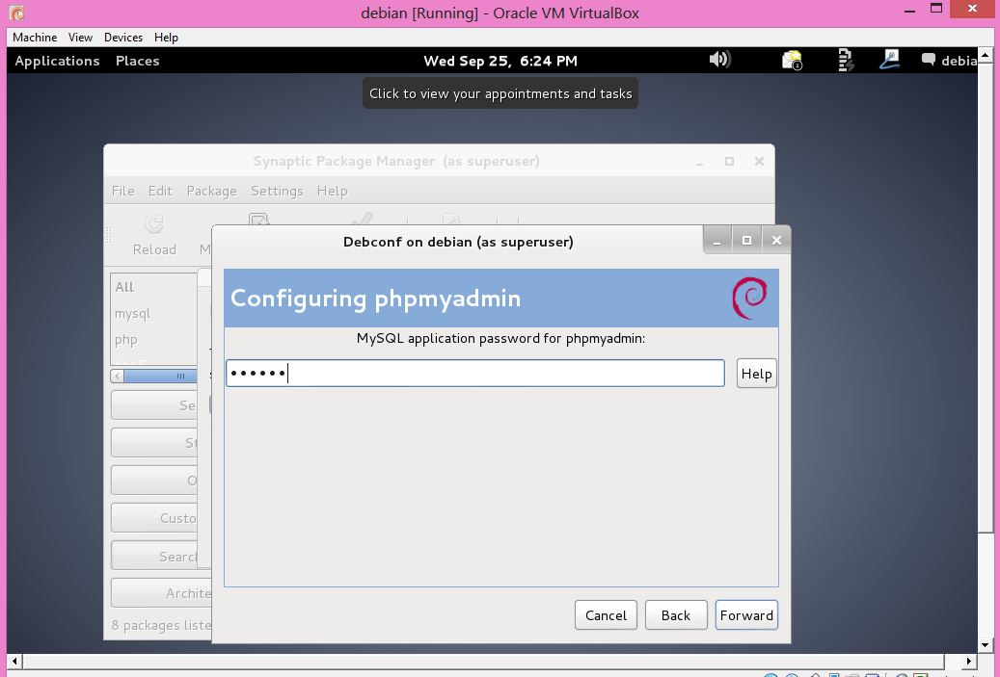 debian [Running] - Oracle VM VirtualBox
Machine View Devices Help
Applications Places Wed Sep 25, 6:24 PM debia
Click to view your appointments and tasks
Synaptic Package Manager (as superuser)
File Edit Package Settings Help
Reload M
Debconf on debian (as superuser)
Configuring phpmyadmin
MySQL application password for phpmyadmin:
••••••
Help
All
mysql
php
Se
St
O
Custo
Search
Archite
8 packages liste
Cancel Back Forward